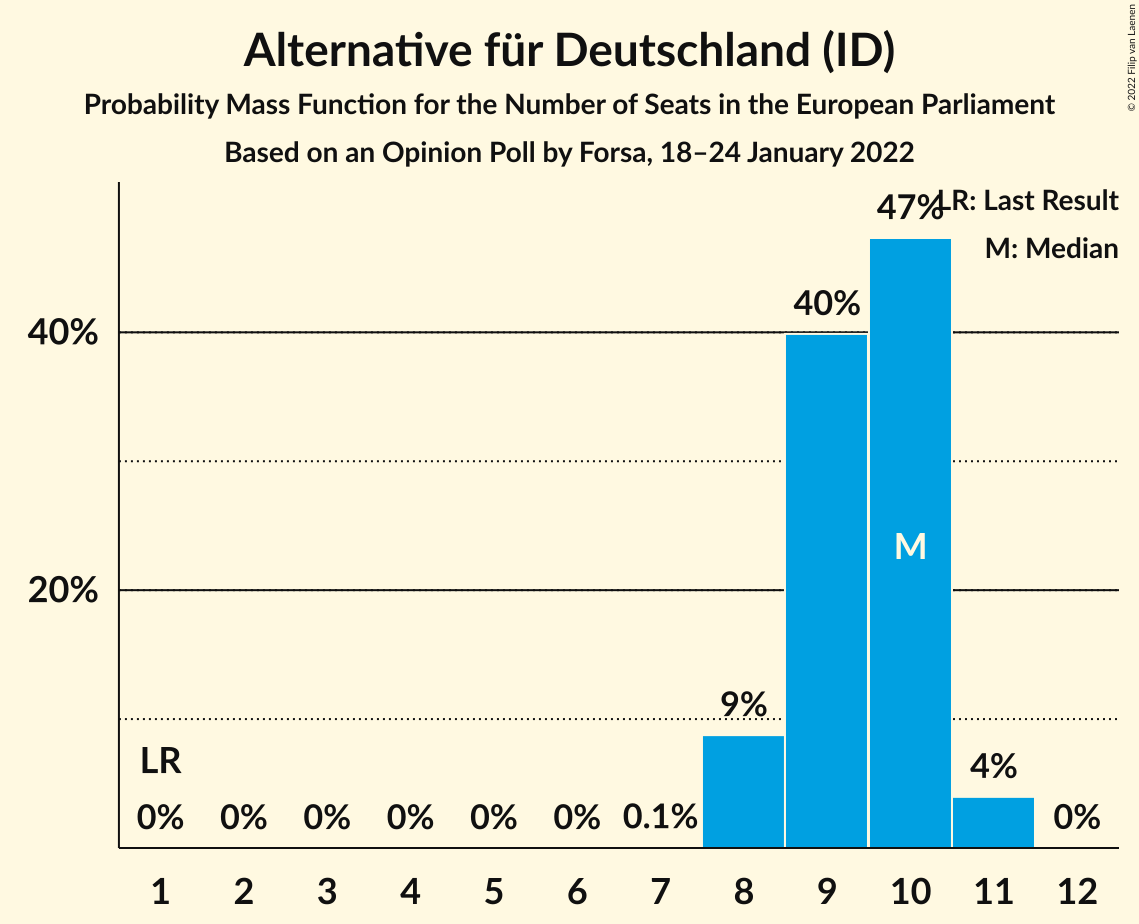 Alternative für Deutschland (ID)
Probability Mass Function for the Number of Seats in the European Parliament
Based on an Opinion Poll by Forsa, 18–24 January 2022
© 2022 Filip van Laenen
LR: Last Result
M: Median
47%
40%
40%
M
20%
9%
LR
4%
0% 0% 0% 0% 0% 0% 0.1% 0%
1 2 3 4 5 6 7 8 9 10 11 12